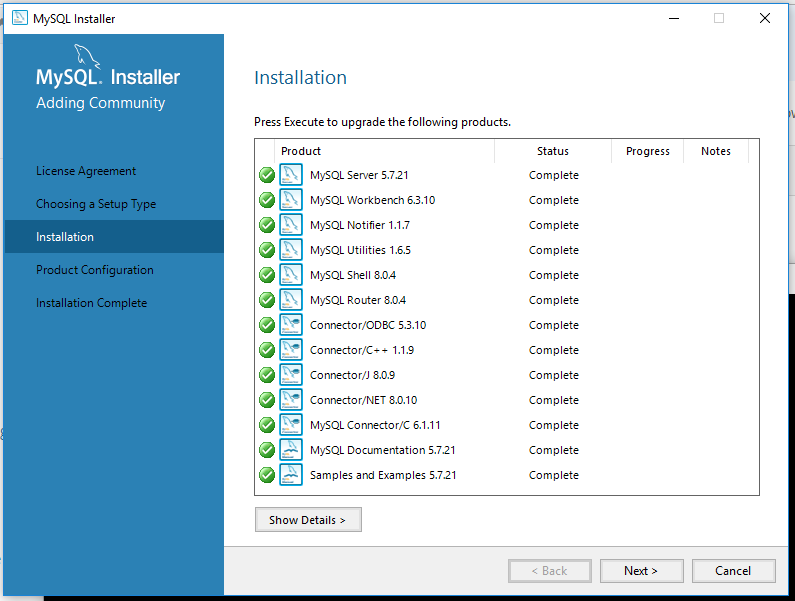 MySQL Installer
MySQL. Installer
Adding Community
License Agreement
Choosing a Setup Type
Installation
Product Configuration
Installation Complete
Installation
Press Execute to upgrade the following products.
Product Status Progress Notes
MySQL Server 5.7.21 Complete
MySQL Workbench 6.3.10 Complete
MySQL Notifier 1.1.7 Complete
MySQL Utilities 1.6.5 Complete
MySQL Shell 8.0.4 Complete
MySQL Router 8.0.4 Complete
Connector/ODBC 5.3.10 Complete
Connector/C++ 1.1.9 Complete
Connector/J 8.0.9 Complete
Connector/NET 8.0.10 Complete
MySQL Connector/C 6.1.11 Complete
MySQL Documentation 5.7.21 Complete
Samples and Examples 5.7.21 Complete
Show Details >
< Back Next > Cancel